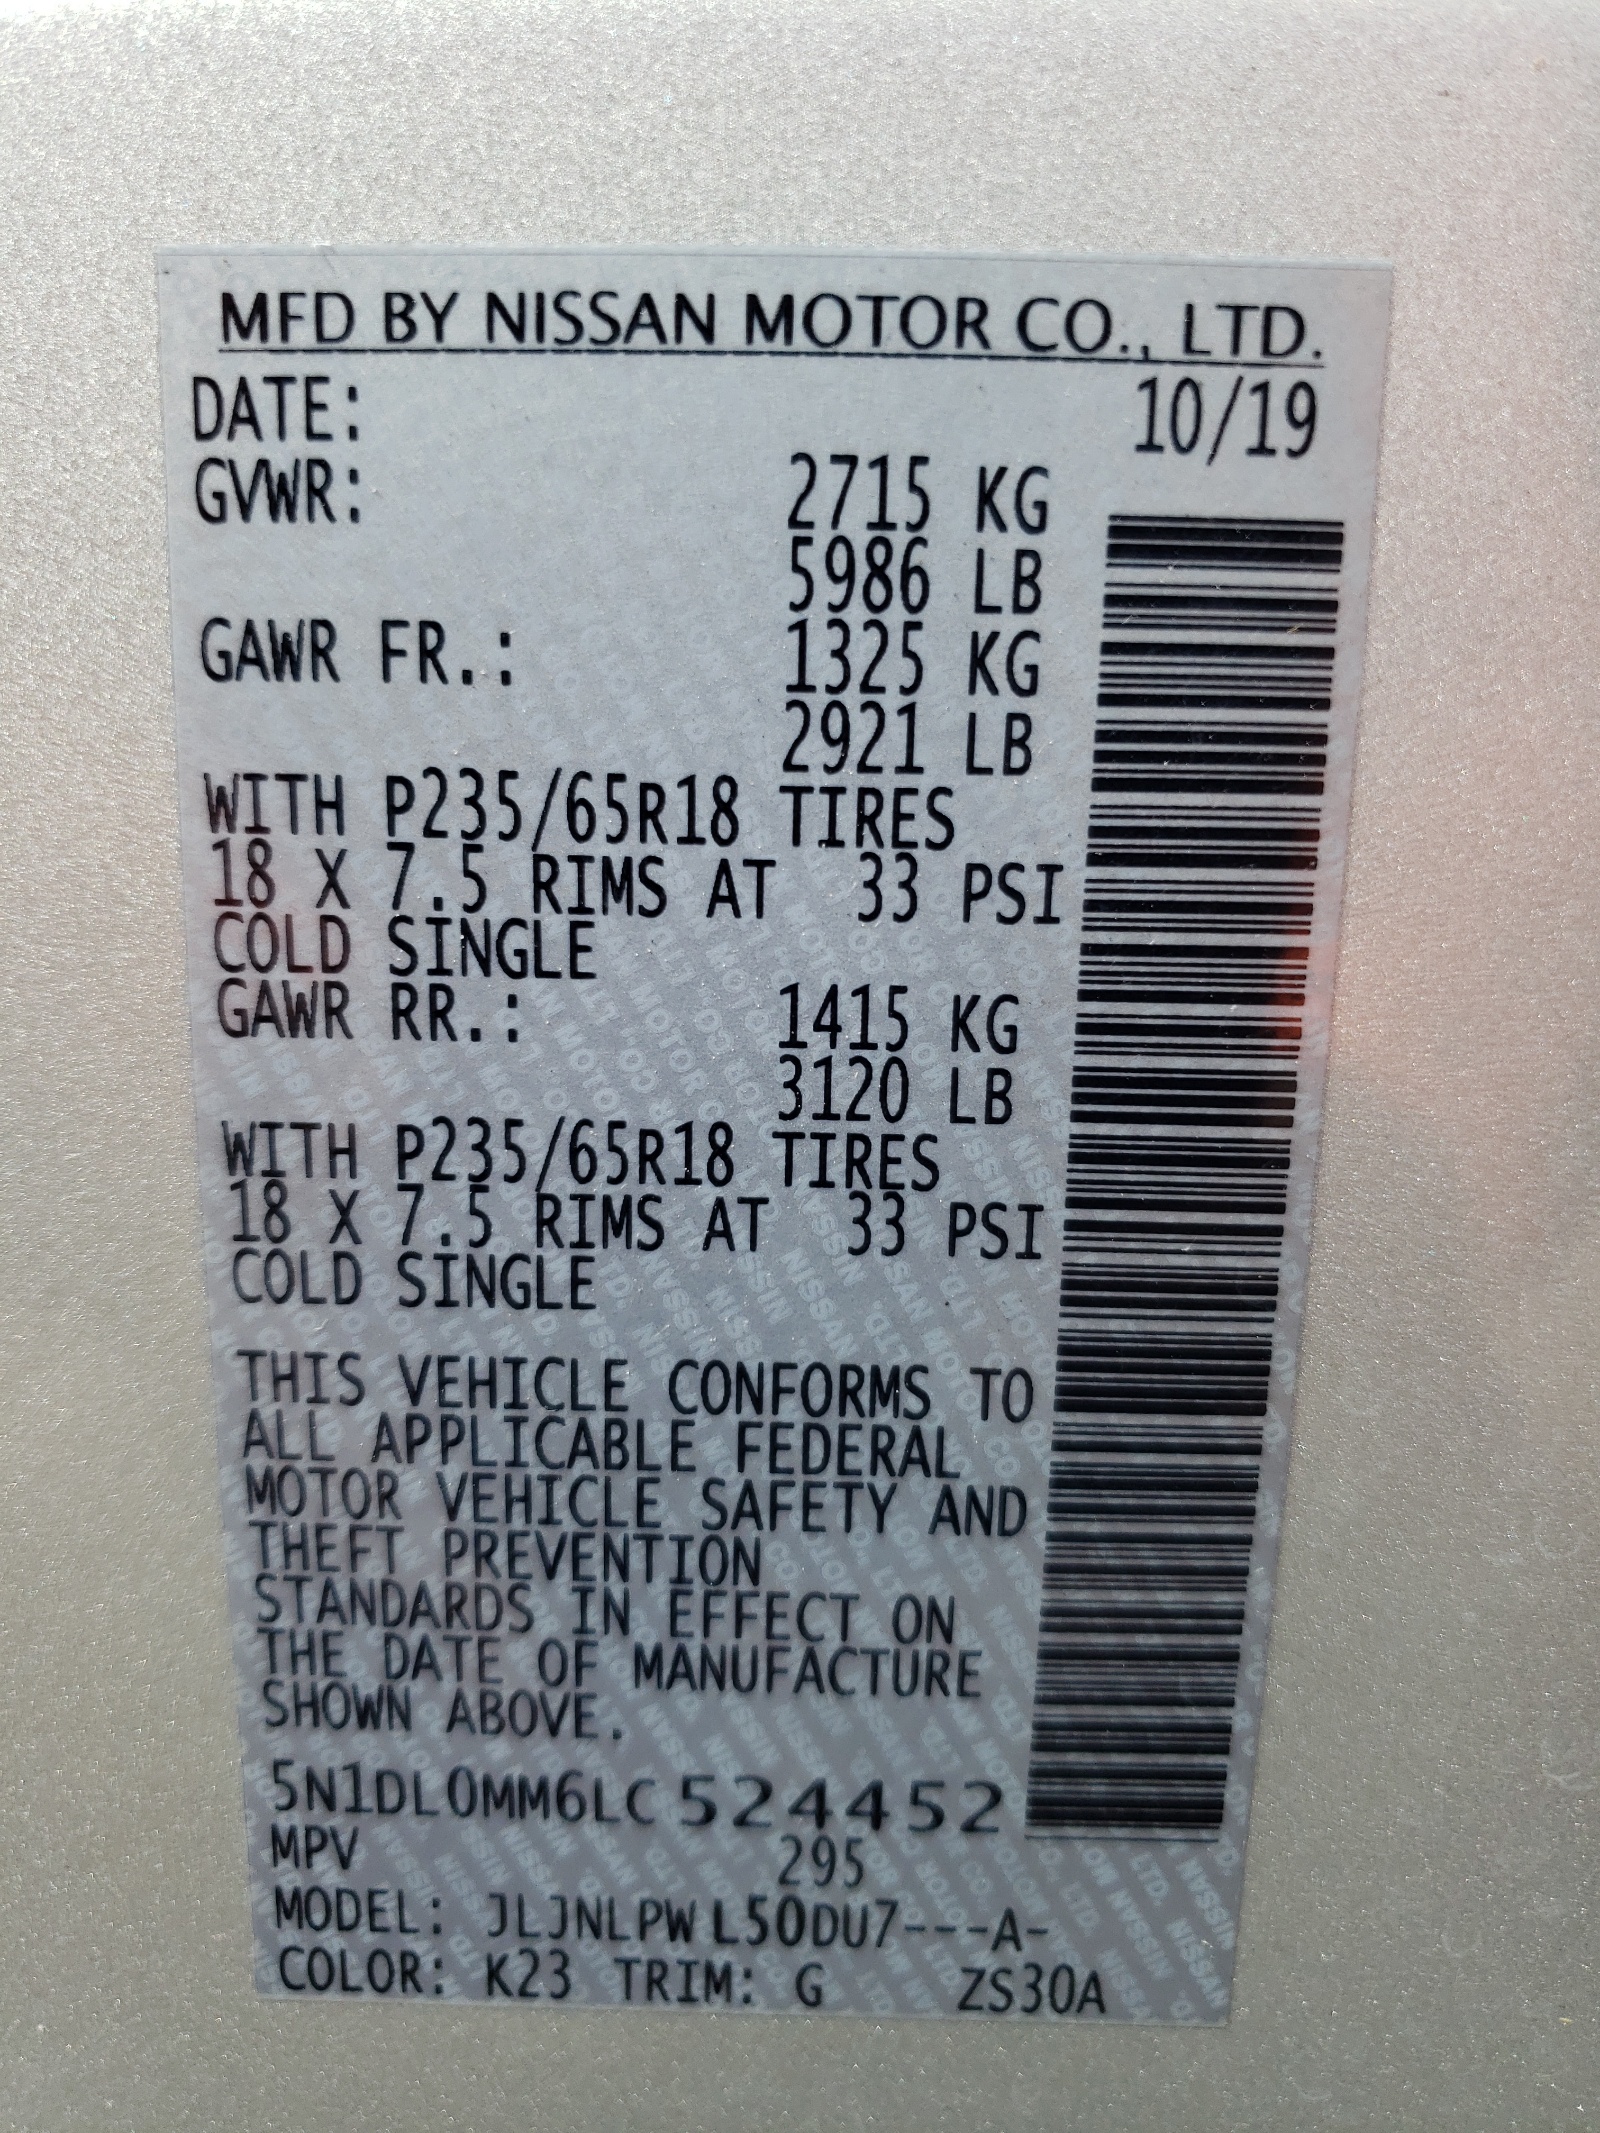 MFD BY NISSAN MOTOR CO., LTD.
DATE: 10/19
GVWR: 2715 KG
5986 LB
GAWR FR.: 1325 KG
2921 LB
WITH P235/65R18 TIRES
18 X 7.5 RIMS AT 33 PSI
COLD SINGLE
GAWR RR.: 1415 KG
3120 LB
WITH P235/65R18 TIRES
18 X 7.5 RIMS AT 33 PSI
COLD SINGLE
THIS VEHICLE CONFORMS TO
ALL APPLICABLE FEDERAL
MOTOR VEHICLE SAFETY AND
THEFT PREVENTION
STANDARDS IN EFFECT ON
THE DATE OF MANUFACTURE
SHOWN ABOVE.
5N1DL0MM6LC524452
MPV 295
MODEL: JLJNLPW L50DU7---A-
COLOR: K23 TRIM: G ZS30A